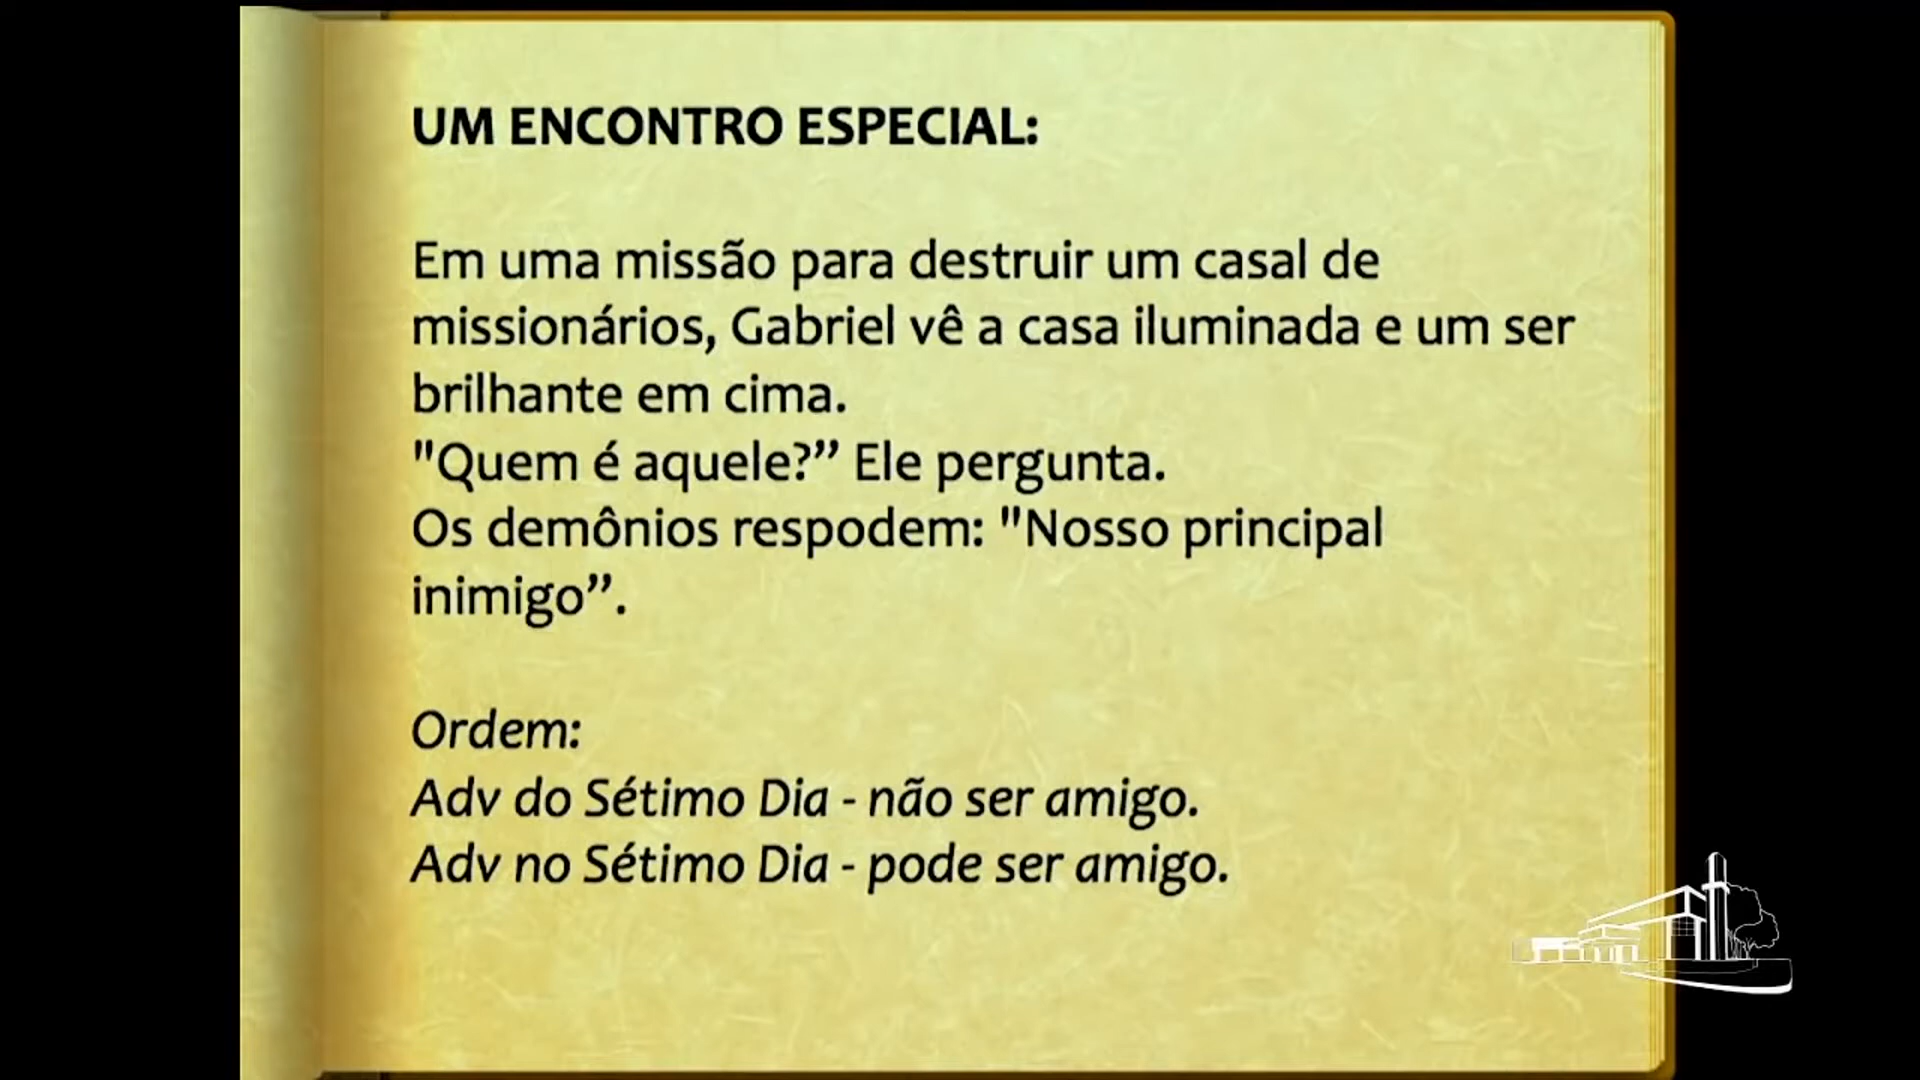 UM ENCONTRO ESPECIAL:
Em uma missão para destruir um casal de
missionários, Gabriel vê a casa iluminada e um ser
brilhante em cima.
"Quem é aquele?” Ele pergunta.
Os demônios respodem: "Nosso principal
inimigo”.
Ordem:
Adv do Sétimo Dia - não ser amigo.
Adv no Sétimo Dia - pode ser amigo.